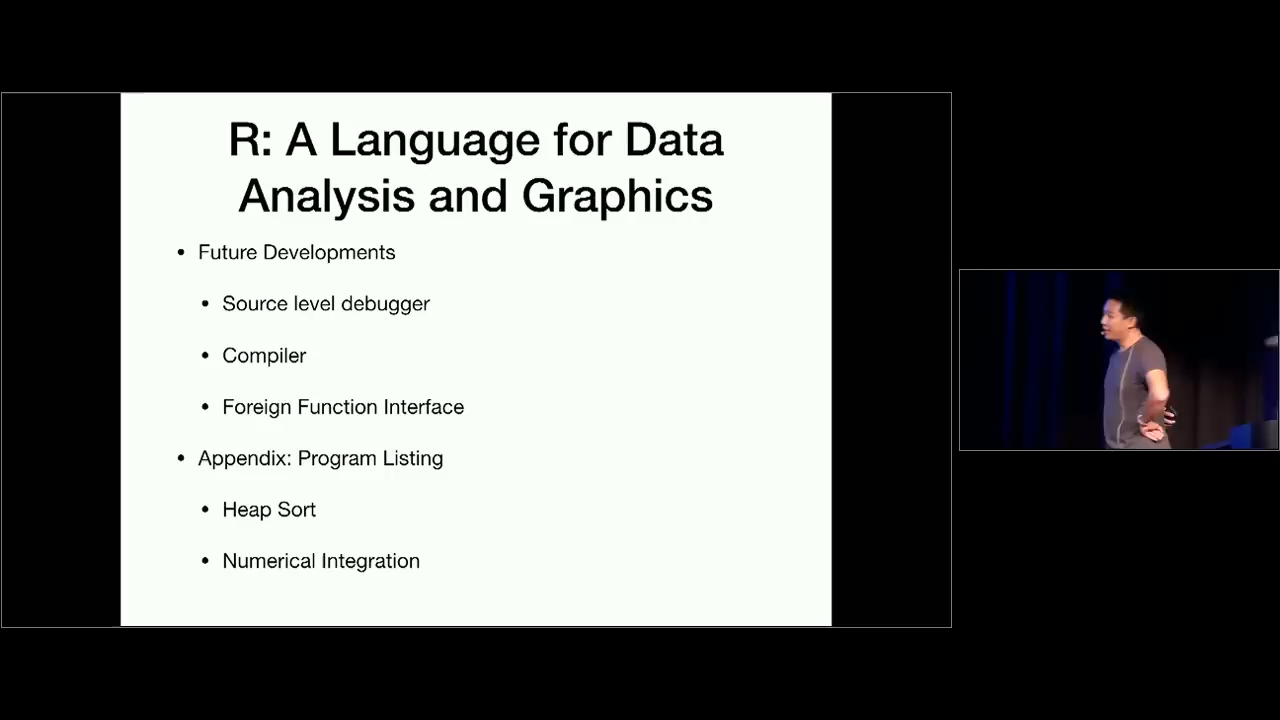 R: A Language for Data
Analysis and Graphics
• Future Developments
• Source level debugger
• Compiler
• Foreign Function Interface
• Appendix: Program Listing
• Heap Sort
• Numerical Integration